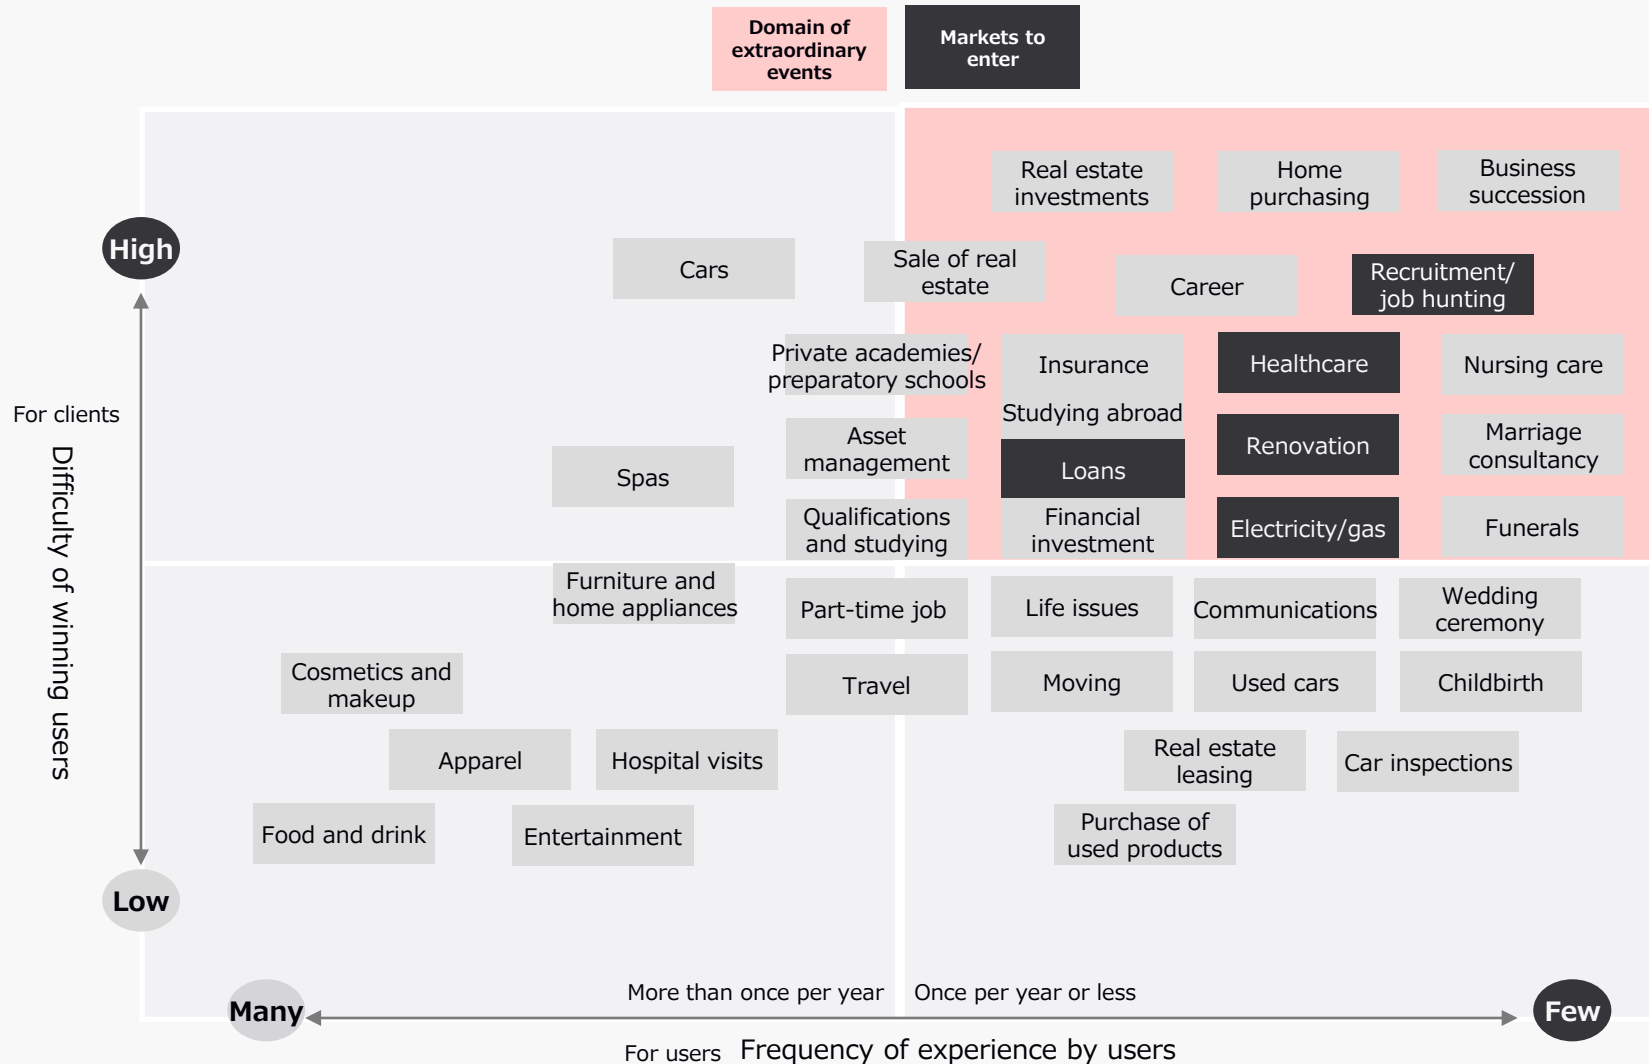 Domain of
extraordinary
events
Markets to
enter
Real estate
investments
Home
purchasing
Business
succession
High
Cars
Sale of real
estate
Career
Recruitment/
job hunting
Private academies/
preparatory schools
Insurance
Healthcare
Nursing care
For clients
Studying abroad
Difficulty of winning users
Asset
management
Renovation
Marriage
consultancy
Spas
Loans
Qualifications
and studying
Financial
investment
Electricity/gas
Funerals
Furniture and
home appliances
Part-time job
Life issues
Communications
Wedding
ceremony
Cosmetics and
makeup
Travel
Moving
Used cars
Childbirth
Apparel
Hospital visits
Real estate
leasing
Car inspections
Food and drink
Entertainment
Purchase of
used products
Low
More than once per year
Once per year or less
Many
Few
For users Frequency of experience by users